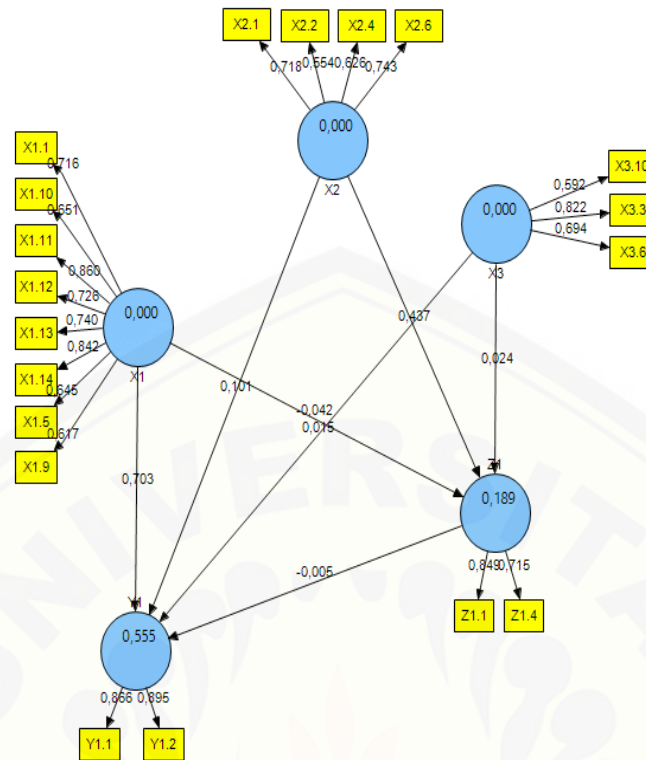 X2.1 X2.2 X2.4 X2.6
0,718 0,554 0,626 0,743
0,000
X2
X1.1
X1.10
X1.11
X1.12
X1.13
X1.14
X1.5
X1.9
0,716
0,651
0,860
0,726
0,740
0,842
0,645
0,617
0,000
X1
X3.10
X3.3
X3.6
0,592
0,822
0,694
0,000
X3
0,437
0,024
0,101
-0,042
0,015
0,703
-0,005
Z1
0,189
0,849 0,715
Z1.1 Z1.4
Y1
0,555
0,866 0,895
Y1.1 Y1.2
UNIVERSITA